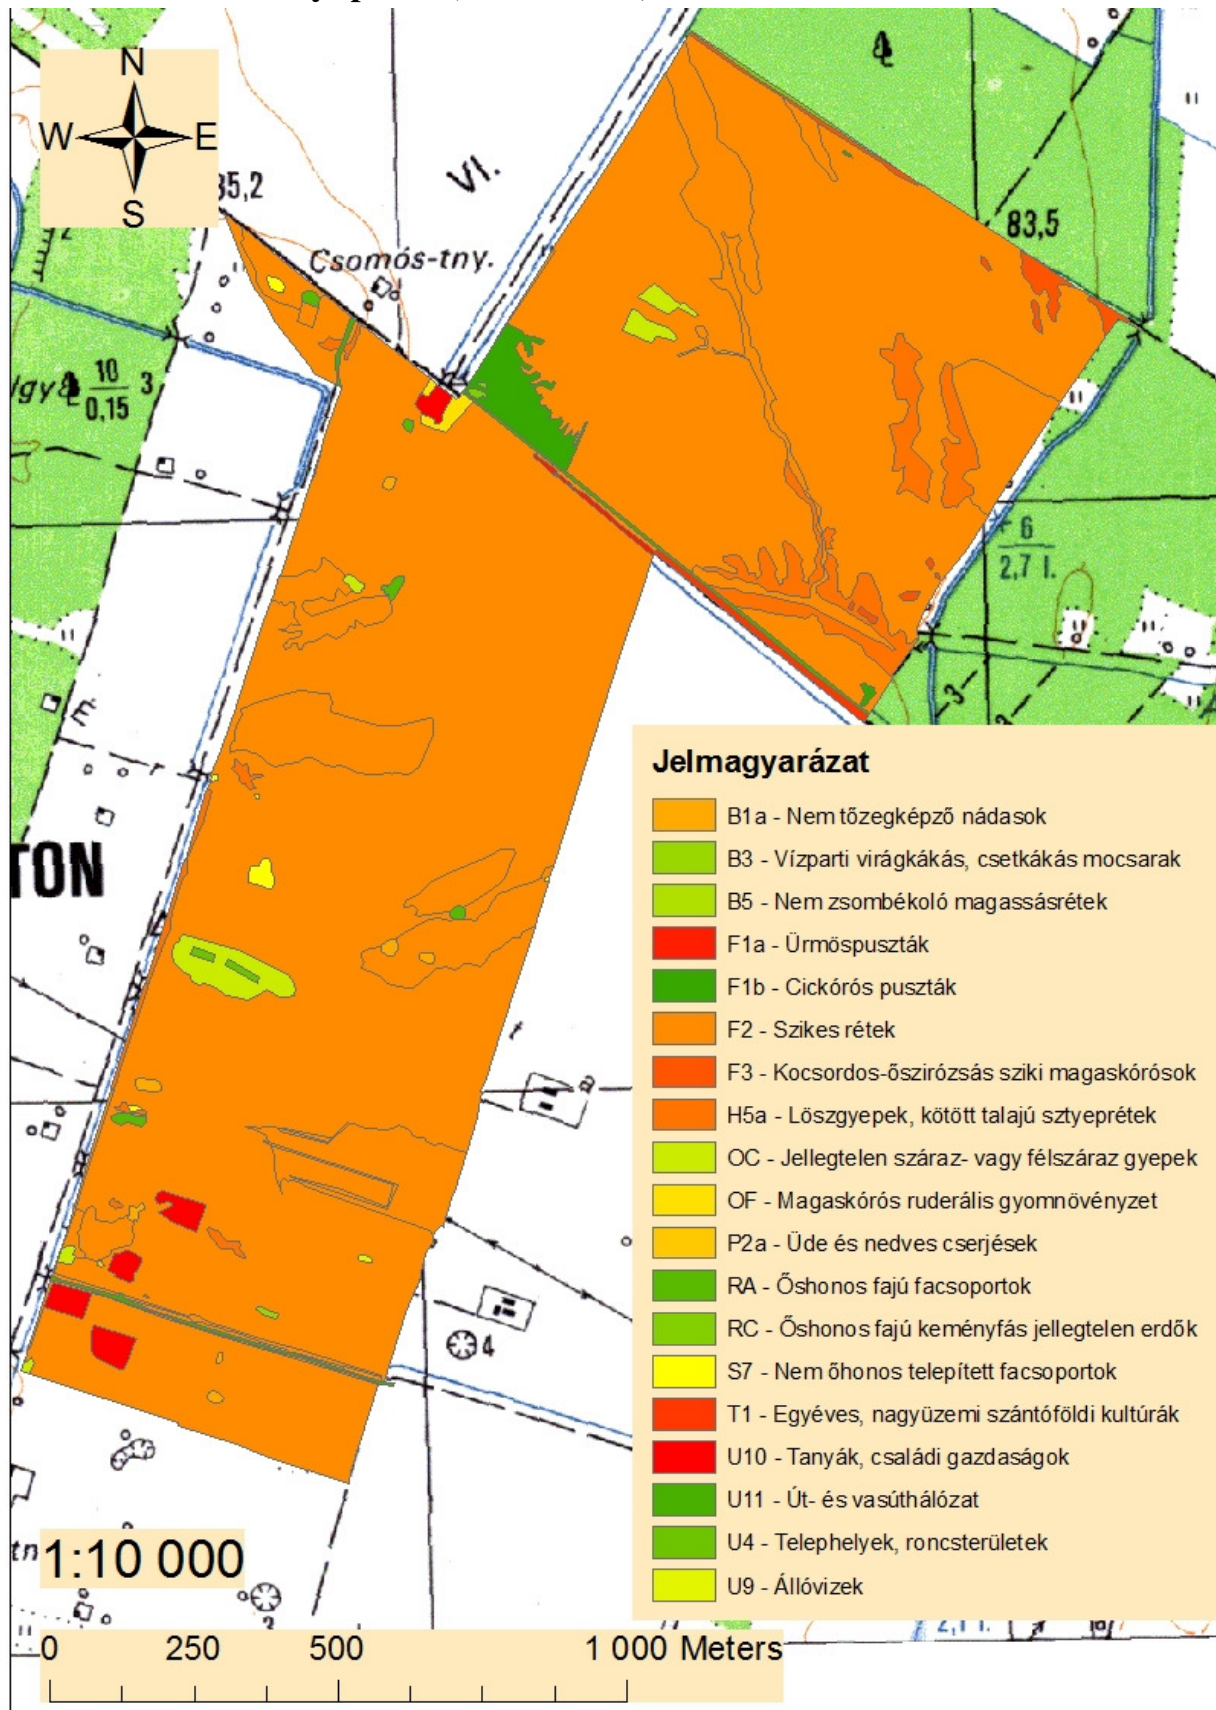 N
W E
S
35,2
VI.
Csomós-tny.
83,5
10
0,15
3
6
2,7 l.
m.
TON
3
t
4
Jelmagyarázat
B1a - Nem tőzegképző nádasok
B3 - Vízparti virágkákás, csetkákás mocsarak
B5 - Nem zsombékoló magassásrétek
F1a - Ürmöspuszták
F1b - Cickórós puszták
F2 - Szikes rétek
F3 - Kocsordos-őszirózsás sziki magaskórósok
H5a - Löszgyepek, kötött talajú sztyeprétek
OC - Jellegtelen száraz- vagy félszáraz gyepek
OF - Magaskórós ruderális gyomnövényzet
P2a - Üde és nedves cserjések
RA - Őshonos fajú facsoportok
RC - Őshonos fajú keményfás jellegtelen erdők
S7 - Nem őhonos telepített facsoportok
T1 - Egyéves, nagyüzemi szántóföldi kultúrák
U10 - Tanyák, családi gazdaságok
U11 - Út- és vasúthálózat
U4 - Telephelyek, roncsterületek
U9 - Állóvizek
tn
1:10 000
0 250 500 1 000 Meters